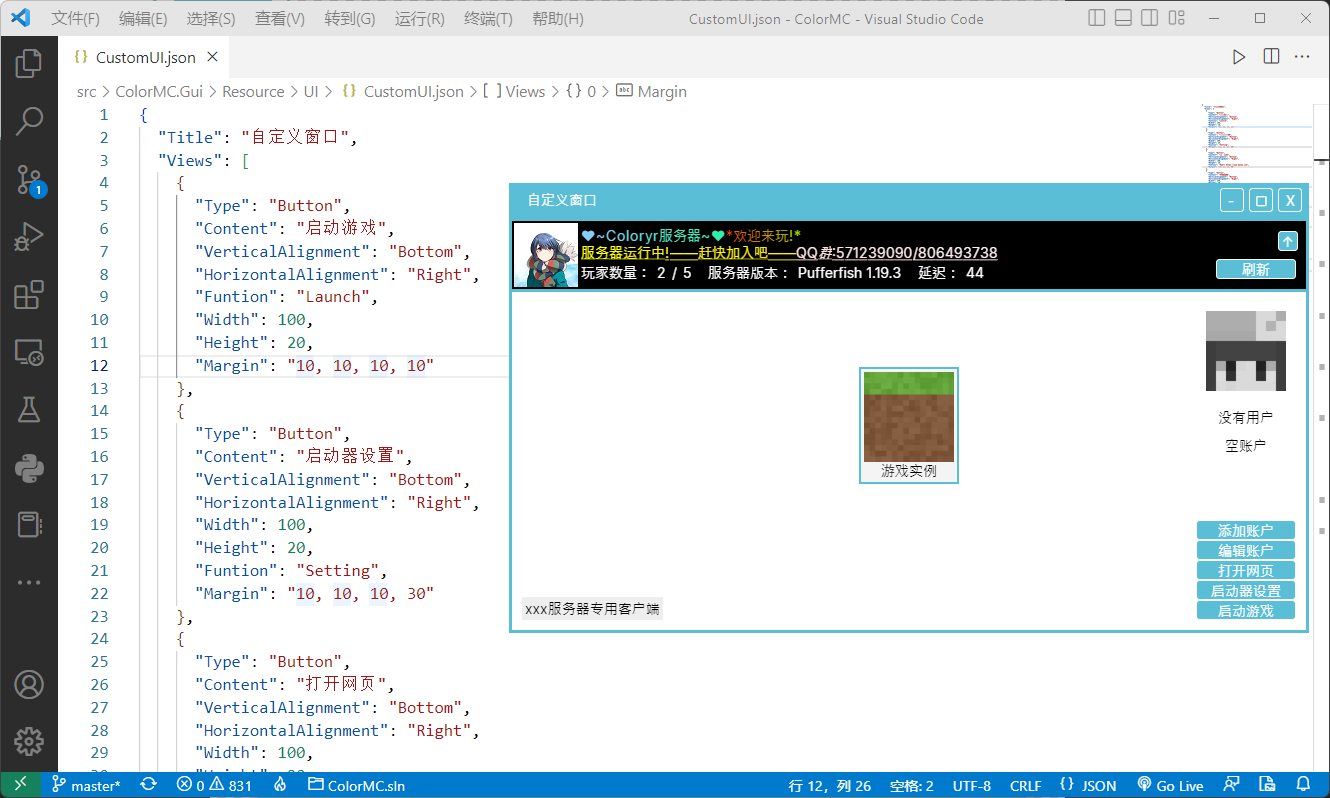 文件(F) 编辑(E) 选择(S) 查看(V) 转到(G) 运行(R) 终端(T) 帮助(H) CustomUI.json - ColorMC - Visual Studio Code
{} CustomUI.json
src > ColorMC.Gui > Resource > UI > {} CustomUI.json > [ ] Views > {} 0 > abc Margin
1 {
2 "Title": "自定义窗口",
3 "Views": [
4 {
5 "Type": "Button",
6 "Content": "启动游戏",
7 "VerticalAlignment": "Bottom",
8 "HorizontalAlignment": "Right",
9 "Funtion": "Launch",
10 "Width": 100,
11 "Height": 20,
12 "Margin": "10, 10, 10, 10"
13 },
14 {
15 "Type": "Button",
16 "Content": "启动器设置",
17 "VerticalAlignment": "Bottom",
18 "HorizontalAlignment": "Right",
19 "Width": 100,
20 "Height": 20,
21 "Funtion": "Setting",
22 "Margin": "10, 10, 10, 30"
23 },
24 {
25 "Type": "Button",
26 "Content": "打开网页",
27 "VerticalAlignment": "Bottom",
28 "HorizontalAlignment": "Right",
29 "Width": 100,
自定义窗口
- X
♥~Coloryr服务器~♥*欢迎来玩!*
服务器运行中!——赶快加入吧——QQ群:571239090/806493738
玩家数量： 2 / 5 服务器版本： Pufferfish 1.19.3 延迟： 44
刷新
没有用户
空账户
游戏实例
添加账户
编辑账户
打开网页
启动器设置
启动游戏
xxx服务器专用客户端
1
master* 0 831 ColorMC.sln 行 12，列 26 空格: 2 UTF-8 CRLF {} JSON Go Live